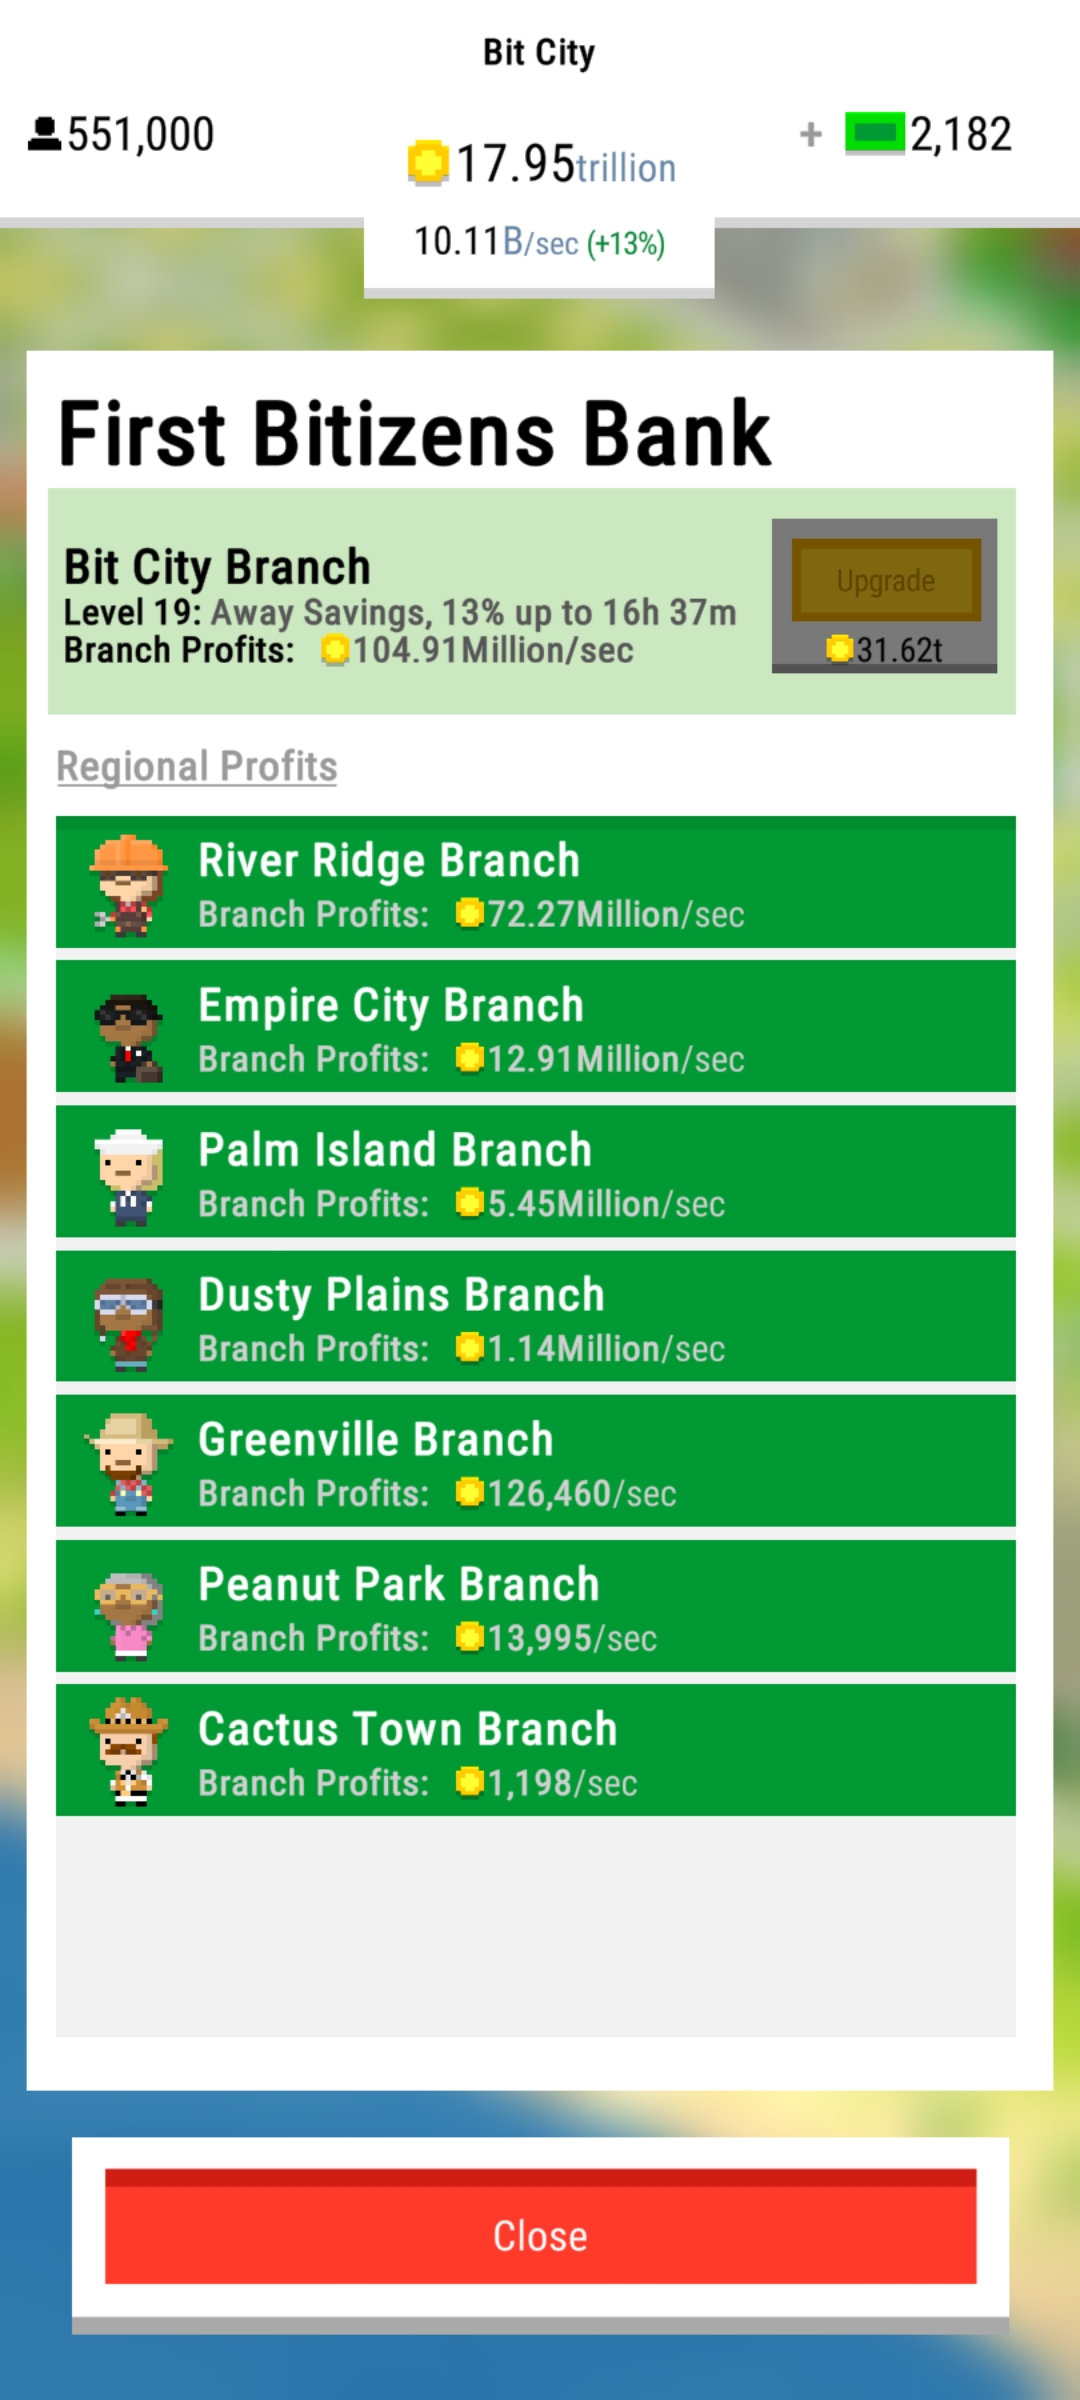 Bit City
551,000
17.95trillion
+ 2,182
10.11B/sec (+13%)
First Bitizens Bank
Bit City Branch
Level 19: Away Savings, 13% up to 16h 37m
Branch Profits: 104.91Million/sec
Upgrade
31.62t
Regional Profits
River Ridge Branch
Branch Profits: 72.27Million/sec
Empire City Branch
Branch Profits: 12.91Million/sec
Palm Island Branch
Branch Profits: 5.45Million/sec
Dusty Plains Branch
Branch Profits: 1.14Million/sec
Greenville Branch
Branch Profits: 126,460/sec
Peanut Park Branch
Branch Profits: 13,995/sec
Cactus Town Branch
Branch Profits: 1,198/sec
Close